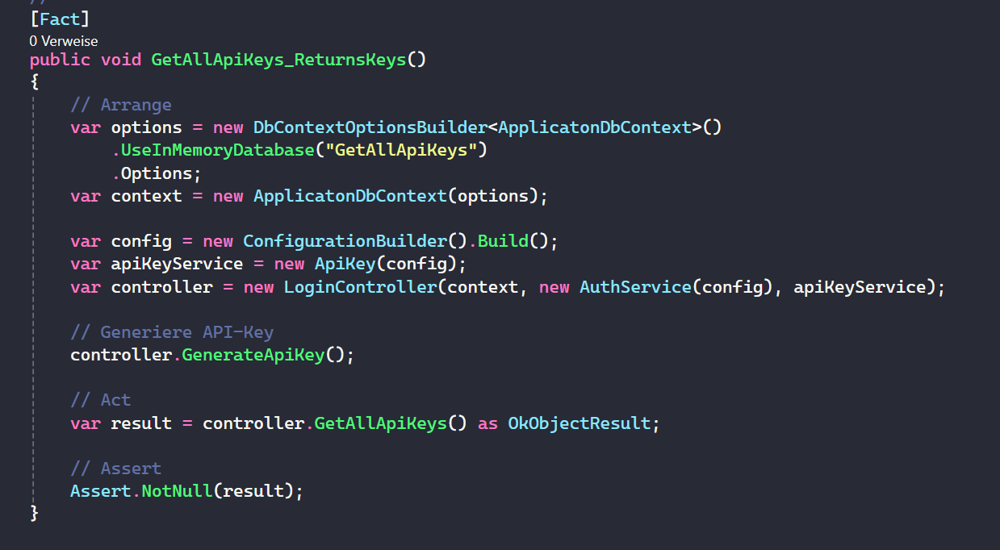 //
[Fact]
0 Verweise
public void GetAllApiKeys_ReturnsKeys()
{
// Arrange
var options = new DbContextOptionsBuilder<ApplicatonDbContext>()
.UseInMemoryDatabase("GetAllApiKeys")
.Options;
var context = new ApplicatonDbContext(options);
var config = new ConfigurationBuilder().Build();
var apiKeyService = new ApiKey(config);
var controller = new LoginController(context, new AuthService(config), apiKeyService);
// Generiere API-Key
controller.GenerateApiKey();
// Act
var result = controller.GetAllApiKeys() as OkObjectResult;
// Assert
Assert.NotNull(result);
}